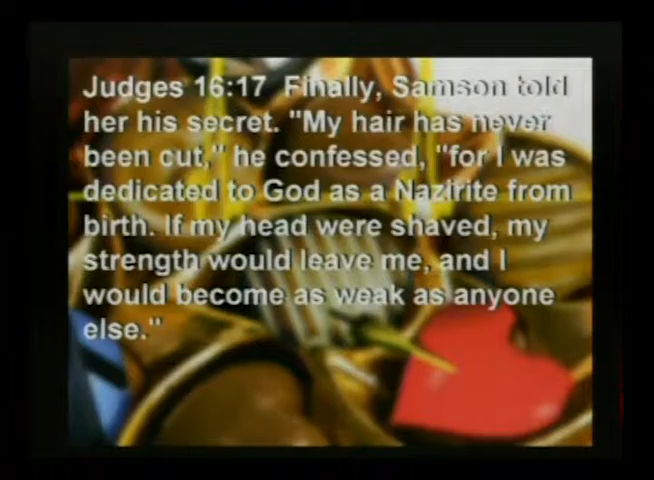 Judges 16:17 Finally, Samson told
her his secret. "My hair has never
been cut," he confessed, "for I was
dedicated to God as a Nazirite from
birth. If my head were shaved, my
strength would leave me, and I
would become as weak as anyone
else."